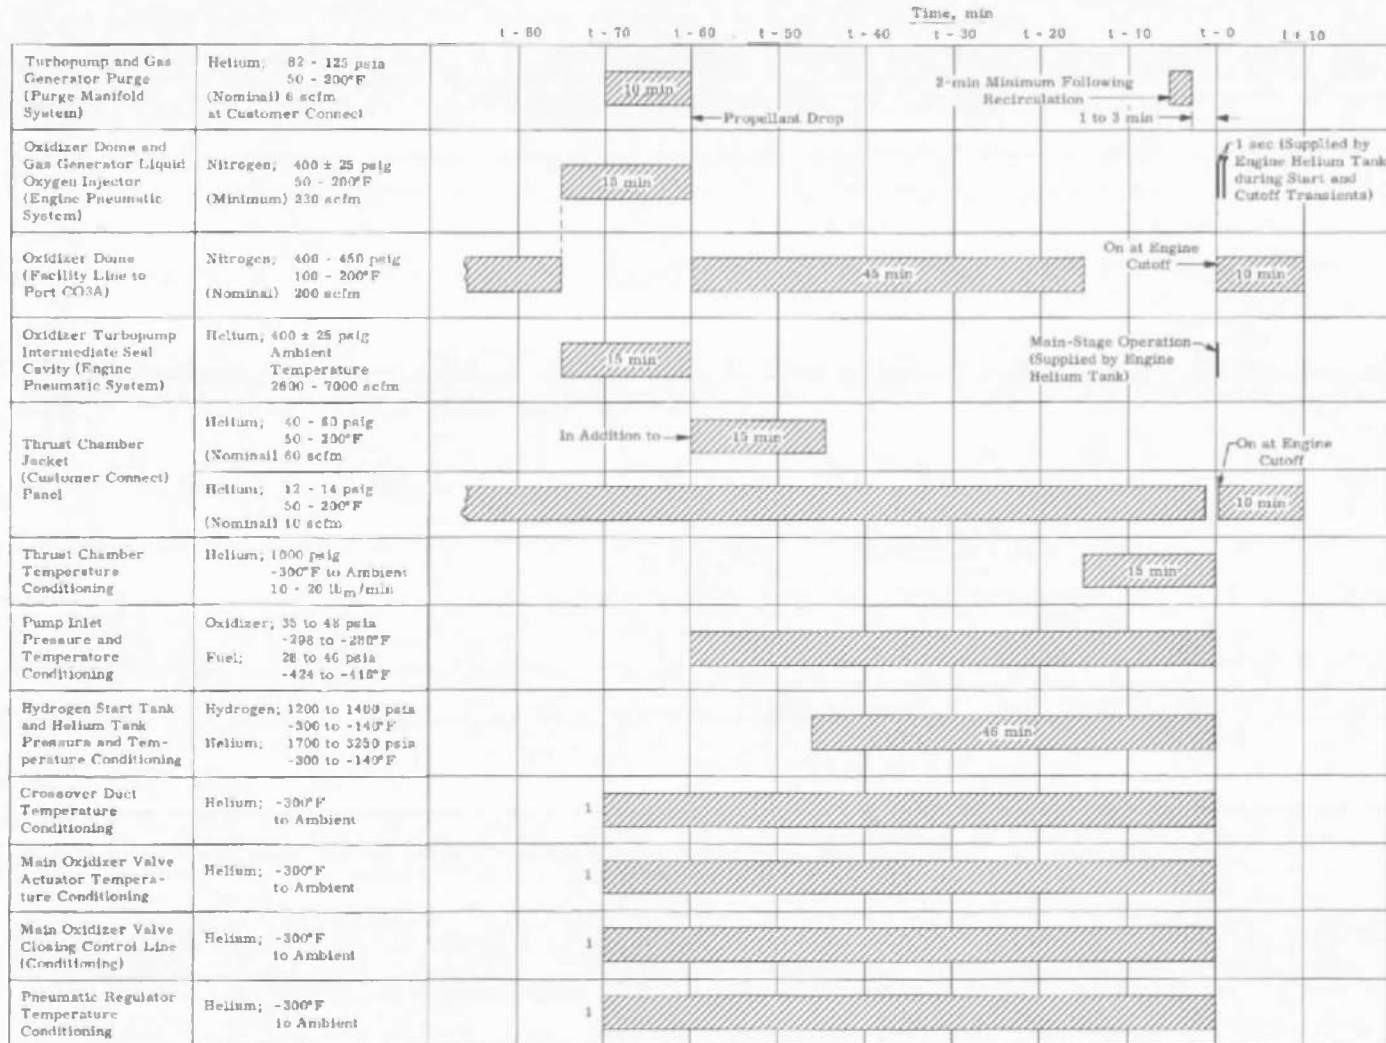 Time, min
t - 80 t - 70 t - 60 t - 50 t - 40 t - 30 t - 20 t - 10 t - 0 t + 10
Turbopump and Gas
Generator Purge
(Purge Manifold
System)
Helium; 82 - 125 psia
50 - 200°F
(Nominal) 6 scfm
at Customer Connect
10 min
Propellant Drop
2-min Minimum Following
Recirculation
1 to 3 min
Oxidizer Dome and
Gas Generator Liquid
Oxygen Injector
(Engine Pneumatic
System)
Nitrogen; 400 ± 25 psig
50 - 200°F
(Minimum) 230 scfm
15 min
1 sec (Supplied by
Engine Helium Tank
during Start and
Cutoff Transients)
Oxidizer Dome
(Facility Line to
Port CO3A)
Nitrogen; 400 - 450 psig
100 - 200°F
(Nominal) 200 scfm
45 min
On at Engine
Cutoff
10 min
Oxidizer Turbopump
Intermediate Seal
Cavity (Engine
Pneumatic System)
Helium; 400 ± 25 psig
Ambient
Temperature
2600 - 7000 scfm
15 min
Main-Stage Operation
(Supplied by Engine
Helium Tank)
Thrust Chamber
Jacket
(Customer Connect)
Panel
Helium; 40 - 80 psig
50 - 200°F
(Nominal) 60 scfm
In Addition to
15 min
Helium; 12 - 14 psig
50 - 200°F
(Nominal) 10 scfm
On at Engine
Cutoff
10 min
Thrust Chamber
Temperature
Conditioning
Helium; 1000 psig
-300°F to Ambient
10 - 20 lbm/min
15 min
Pump Inlet
Pressure and
Temperature
Conditioning
Oxidizer; 35 to 48 psia
-298 to -280°F
Fuel; 28 to 46 psia
-424 to -416°F
Hydrogen Start Tank
and Helium Tank
Pressure and Tem-
perature Conditioning
Hydrogen; 1200 to 1400 psia
-300 to -140°F
Helium; 1700 to 3250 psia
-300 to -140°F
46 min
Crossover Duct
Temperature
Conditioning
Helium; -300°F
to Ambient
1
Main Oxidizer Valve
Actuator Tempera-
ture Conditioning
Helium; -300°F
to Ambient
1
Main Oxidizer Valve
Closing Control Line
(Conditioning)
Helium; -300°F
to Ambient
1
Pneumatic Regulator
Temperature
Conditioning
Helium; -300°F
to Ambient
1